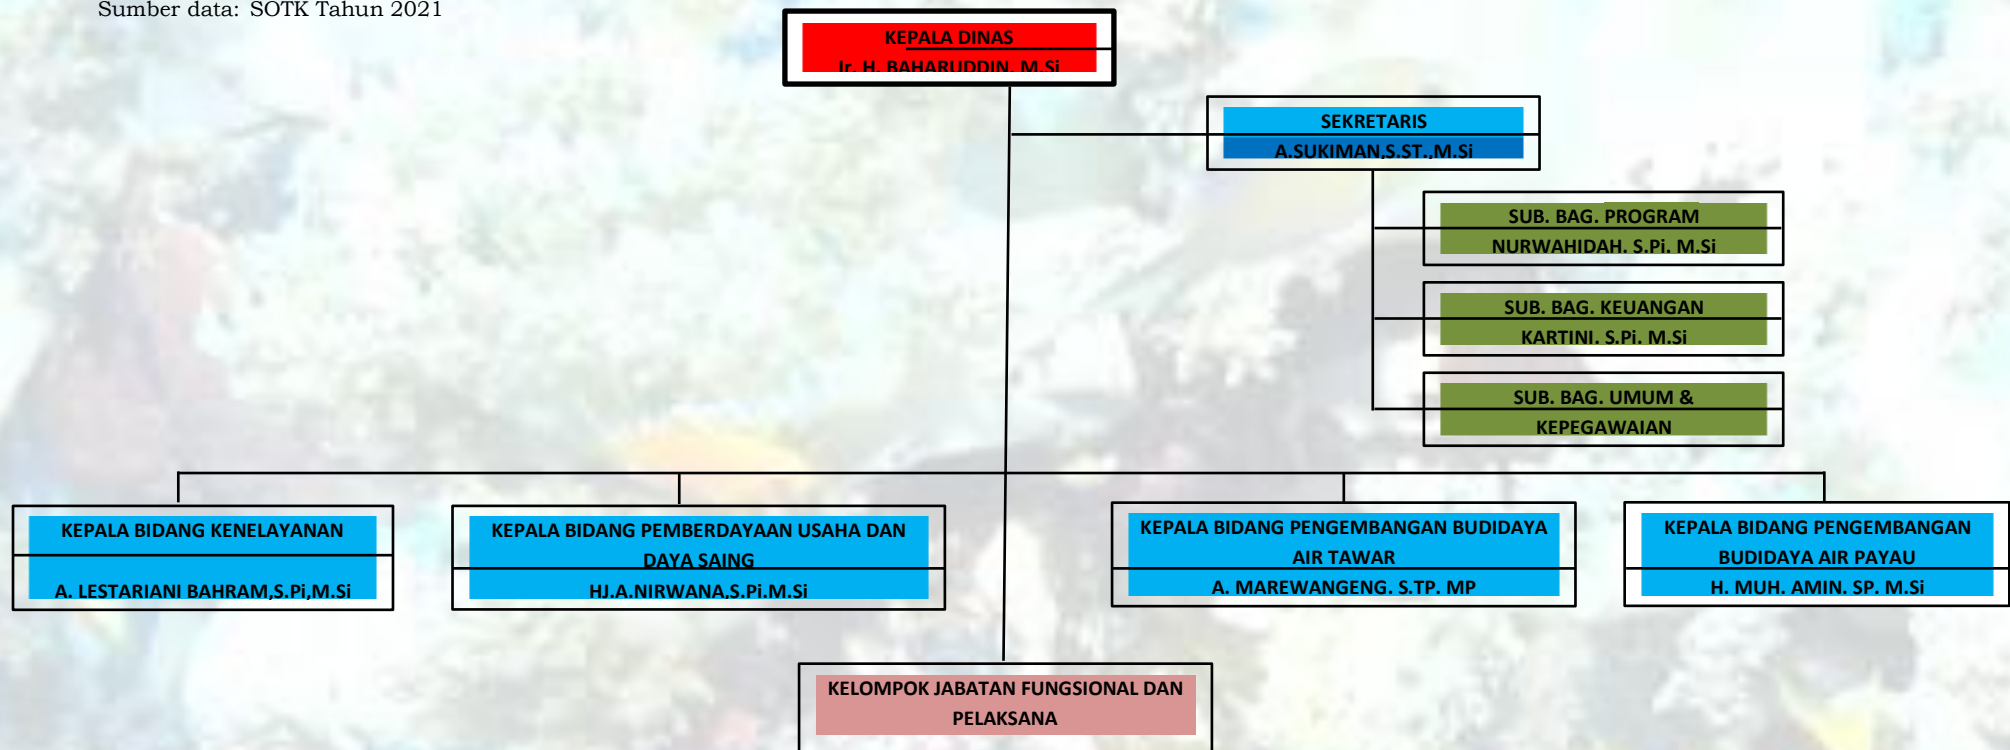 Sumber data: SOTK Tahun 2021
KEPALA DINAS
Ir. H. BAHARUDDIN. M.Si
SEKRETARIS
A.SUKIMAN,S.ST.,M.Si
SUB. BAG. PROGRAM
NURWAHIDAH. S.Pi. M.Si
SUB. BAG. KEUANGAN
KARTINI. S.Pi. M.Si
SUB. BAG. UMUM &
KEPEGAWAIAN
KEPALA BIDANG KENELAYANAN
A. LESTARIANI BAHRAM,S.Pi,M.Si
KEPALA BIDANG PEMBERDAYAAN USAHA DAN
DAYA SAING
HJ.A.NIRWANA,S.Pi.M.Si
KEPALA BIDANG PENGEMBANGAN BUDIDAYA
AIR TAWAR
A. MAREWANGENG. S.TP. MP
KEPALA BIDANG PENGEMBANGAN
BUDIDAYA AIR PAYAU
H. MUH. AMIN. SP. M.Si
KELOMPOK JABATAN FUNGSIONAL DAN
PELAKSANA